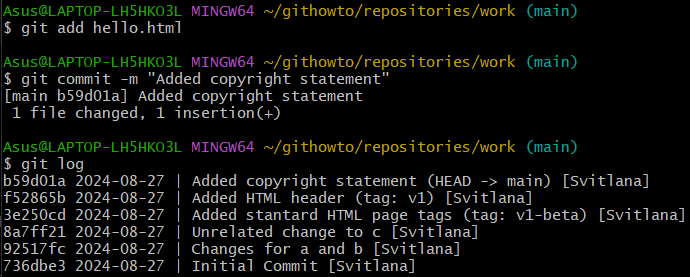 Asus@LAPTOP-LH5HKO3L MINGW64 ~/githowto/repositories/work (main)
$ git add hello.html
Asus@LAPTOP-LH5HKO3L MINGW64 ~/githowto/repositories/work (main)
$ git commit -m "Added copyright statement"
[main b59d01a] Added copyright statement
 1 file changed, 1 insertion(+)
Asus@LAPTOP-LH5HKO3L MINGW64 ~/githowto/repositories/work (main)
$ git log
b59d01a 2024-08-27 | Added copyright statement (HEAD -> main) [Svitlana]
f52865b 2024-08-27 | Added HTML header (tag: v1) [Svitlana]
3e250cd 2024-08-27 | Added stantard HTML page tags (tag: v1-beta) [Svitlana]
8a7ff21 2024-08-27 | Unrelated change to c [Svitlana]
92517fc 2024-08-27 | Changes for a and b [Svitlana]
736dbe3 2024-08-27 | Initial Commit [Svitlana]